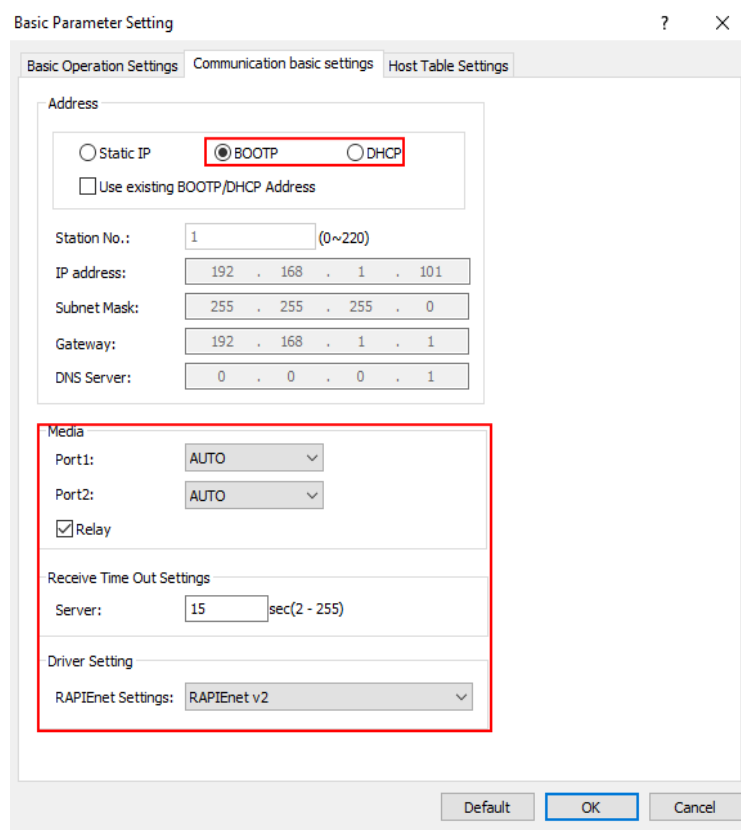 Basic Parameter Setting ? ×
Basic Operation Settings Communication basic settings Host Table Settings
Address
Static IP BOOTP DHCP
Use existing BOOTP/DHCP Address
Station No.: 1 (0~220)
IP address: 192 . 168 . 1 . 101
Subnet Mask: 255 . 255 . 255 . 0
Gateway: 192 . 168 . 1 . 1
DNS Server: 0 . 0 . 0 . 1
Media
Port1: AUTO
Port2: AUTO
Relay
Receive Time Out Settings
Server: 15 sec(2 - 255)
Driver Setting
RAPIEnet Settings: RAPIEnet v2
Default OK Cancel